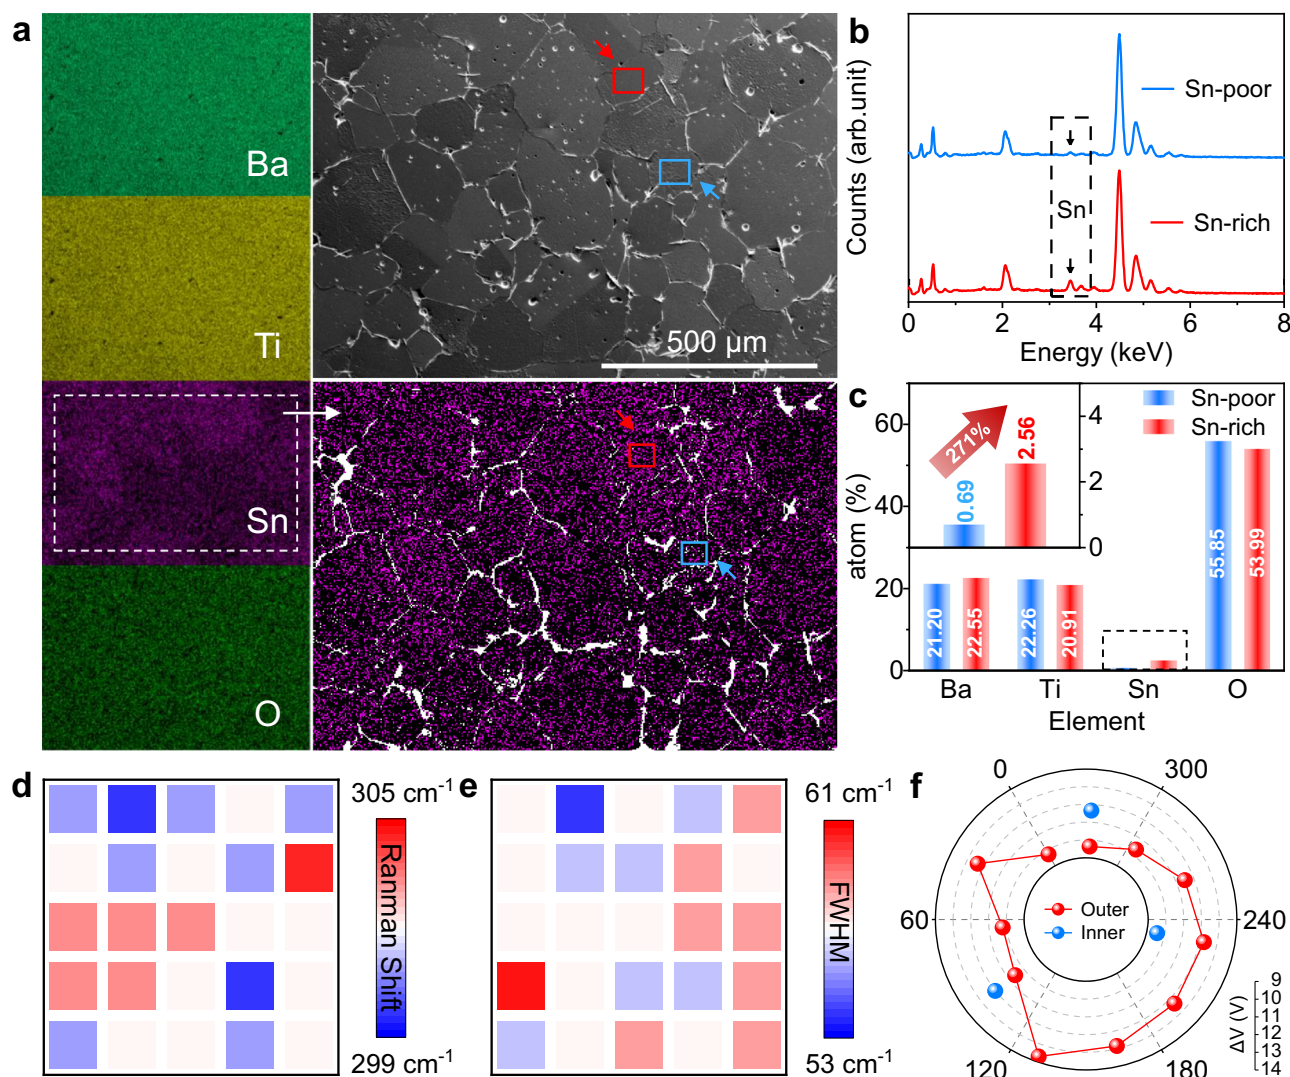 a
Ba
Ti
Sn
O
500 µm
b
Counts (arb.unit)
Sn-poor
Sn
Sn-rich
0 2 4 6 8
Energy (keV)
c
atom (%)
60
40
20
0
4
2
0
271%
0.69
2.56
Sn-poor
Sn-rich
21.20
22.55
22.26
20.91
55.85
53.99
Ba Ti Sn O
Element
d
305 cm⁻¹
Ranman Shift
299 cm⁻¹
e
61 cm⁻¹
FWHM
53 cm⁻¹
f
0
300
60
240
120
180
Outer
Inner
ΔV (V)
9
10
11
12
13
14